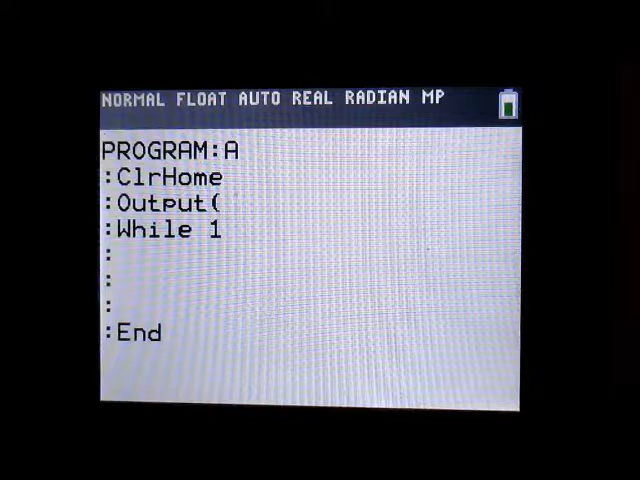 NORMAL FLOAT AUTO REAL RADIAN MP
PROGRAM:A
:ClrHome
:Output(
:While 1
:
:
:
:End